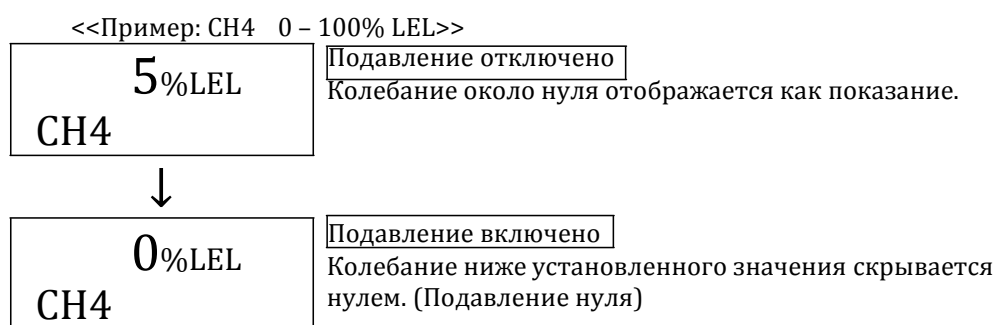 <<Пример: CH4 0 – 100% LEL>>
5%LEL
CH4
Подавление отключено
Колебание около нуля отображается как показание.
↓
0%LEL
CH4
Подавление включено
Колебание ниже установленного значения скрывается
нулем. (Подавление нуля)